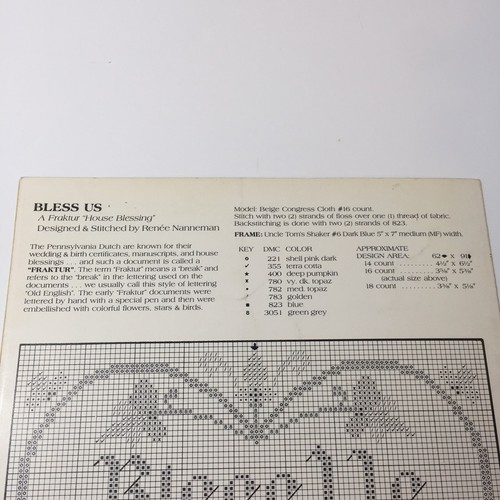 BLESS US
A Fraktur "House Blessing"
Designed & Stitched by Renée Nanneman
The Pennsylvania Dutch are known for their
wedding & birth certificates, manuscripts, and house
blessings . . . and such a document is called a
"FRAKTUR". The term "Fraktur" means a "break" and
refers to the "break" in the lettering used on the
documents . . . we usually call this style of lettering
"Old English". The early "Fraktur" documents were
lettered by hand with a special pen and then were
embellished with colorful flowers, stars & birds.
Model: Beige Congress Cloth #16 count.
Stitch with two (2) strands of floss over one (1) thread of fabric.
Backstitching is done with two (2) strands of 823.
FRAME: Uncle Tom's Shaker #6 Dark Blue 5" x 7" medium (MF) width.
KEY DMC COLOR
221 shell pink dark
355 terra cotta
400 deep pumpkin
780 vy. dk. topaz
782 med. topaz
783 golden
823 blue
3051 green grey
APPROXIMATE
DESIGN AREA: 62 x 91
14 count . . . . . . . . . 4½" x 6½"
16 count . . . . . . . . . 3⅞" x 5⅝"
(actual size above)
18 count . . . . . . . . . 3⅜" x 5⅛"
Bless Us